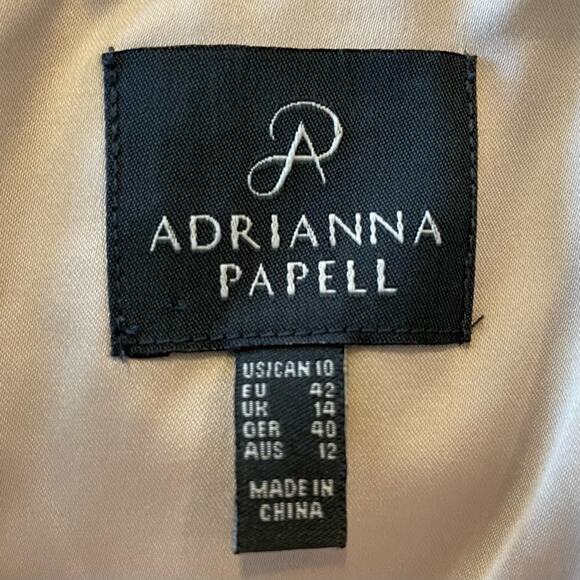 AP
ADRIANNA
PAPELL
US/CAN 10
EU 42
UK 14
GER 40
AUS 12
MADE IN
CHINA